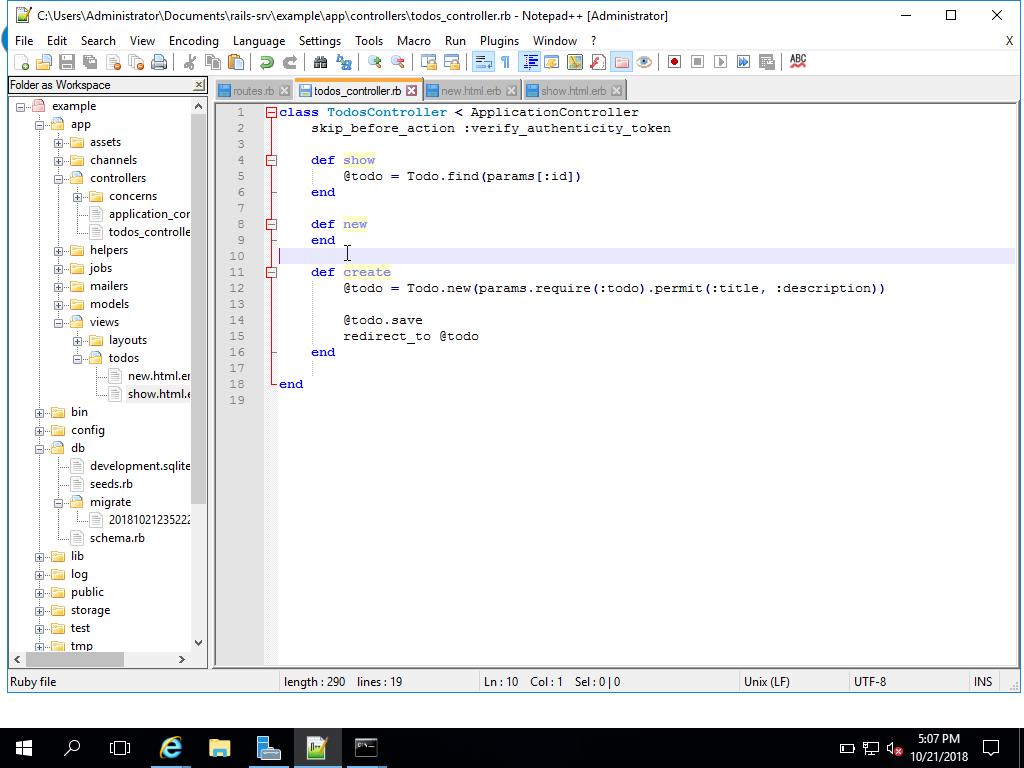 C:\Users\Administrator\Documents\rails-srv\example\app\controllers\todos_controller.rb - Notepad++ [Administrator]
File Edit Search View Encoding Language Settings Tools Macro Run Plugins Window ? X
ABC
Folder as Workspace
example
app
assets
channels
controllers
concerns
application_cor
todos_controlle
helpers
jobs
mailers
models
views
layouts
todos
new.html.er
show.html.e
bin
config
db
development.sqlite
seeds.rb
migrate
20181021235222
schema.rb
lib
log
public
storage
test
tmp
routes.rb todos_controller.rb new.html.erb show.html.erb
1 class TodosController < ApplicationController
2 skip_before_action :verify_authenticity_token
3
4 def show
5 @todo = Todo.find(params[:id])
6 end
7
8 def new
9 end
10
11 def create
12 @todo = Todo.new(params.require(:todo).permit(:title, :description))
13
14 @todo.save
15 redirect_to @todo
16 end
17
18 end
19
Ruby file length : 290 lines : 19 Ln : 10 Col : 1 Sel : 0 | 0 Unix (LF) UTF-8 INS
5:07 PM
10/21/2018